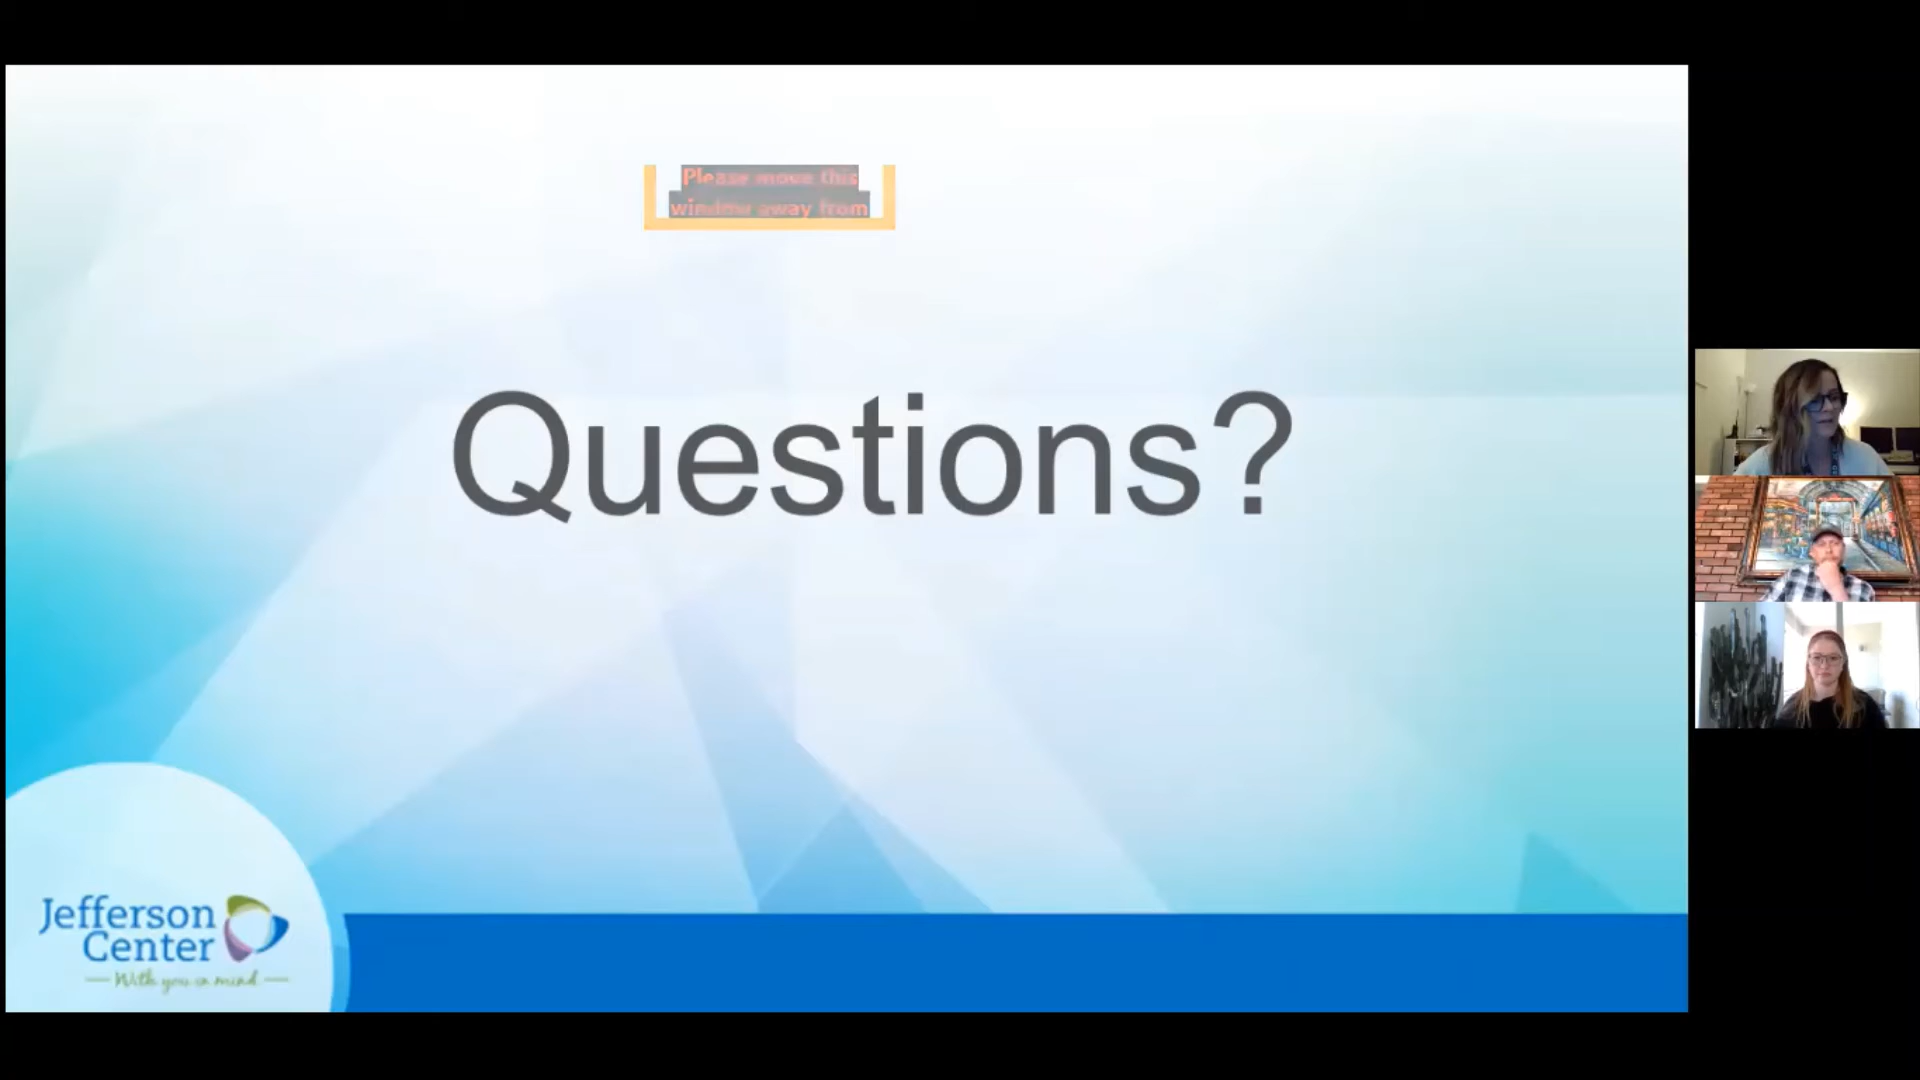 Please move this
window away from
Questions?
Jefferson
Center
With you in mind